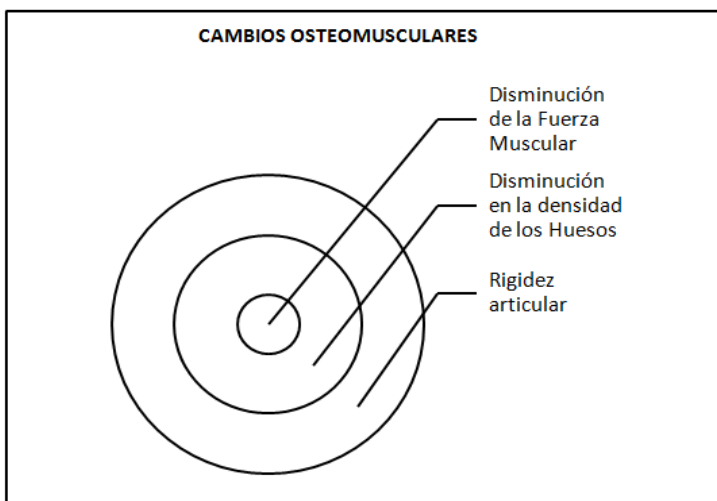 CAMBIOS OSTEOMUSCULARES
Disminución
de la Fuerza
Muscular
Disminución
en la densidad
de los Huesos
Rigidez
articular